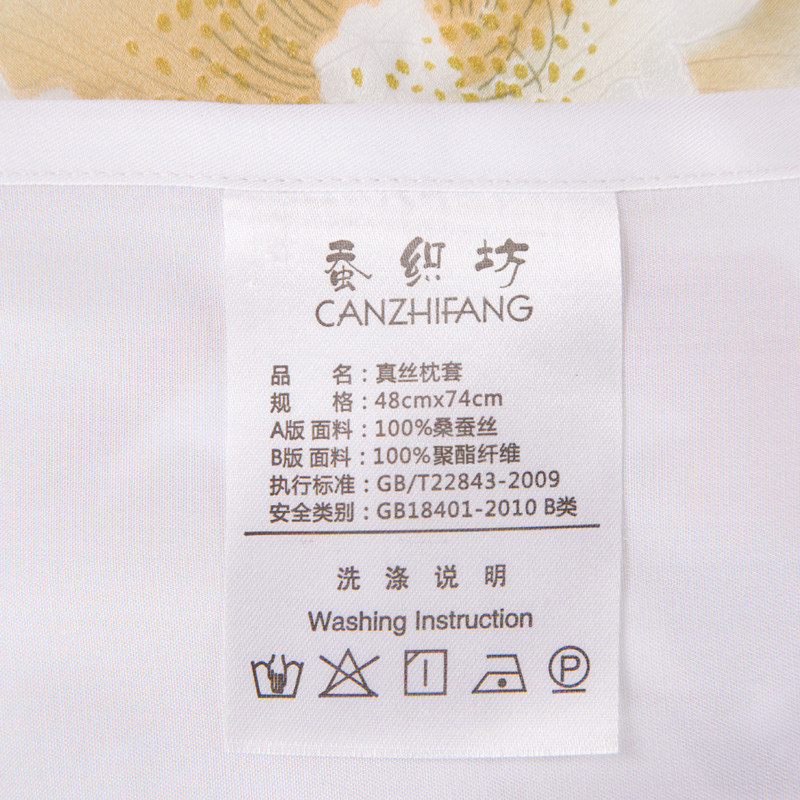 蚕织坊
CANZHIFANG
品 名：真丝枕套
规 格：48cmx74cm
A版 面料：100%桑蚕丝
B版 面料：100%聚酯纤维
执行标准：GB/T22843-2009
安全类别：GB18401-2010 B类
洗涤说明
Washing Instruction
P